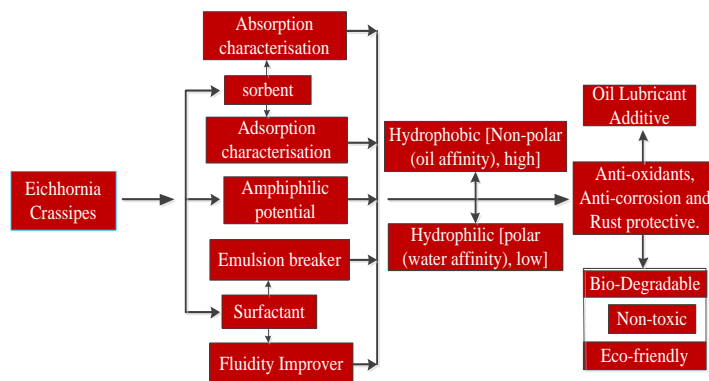 Absorption
characterisation
sorbent
Adsorption
characterisation
Eichhornia
Crassipes
Amphiphilic
potential
Emulsion breaker
Surfactant
Fluidity Improver
Hydrophobic [Non-polar
(oil affinity), high]
Hydrophilic [polar
(water affinity), low]
Oil Lubricant
Additive
Anti-oxidants,
Anti-corrosion and
Rust protective.
Bio-Degradable
Non-toxic
Eco-friendly